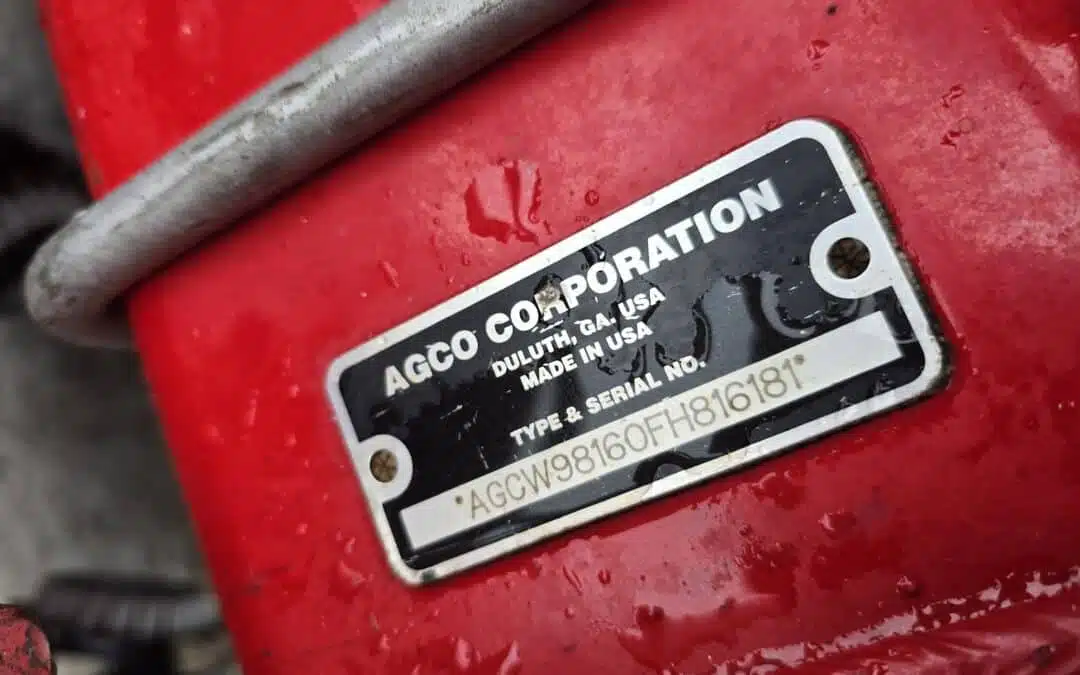 AGCO CORPORATION
DULUTH, GA. USA
MADE IN USA
TYPE & SERIAL NO.
*AGCW98160FH816181*